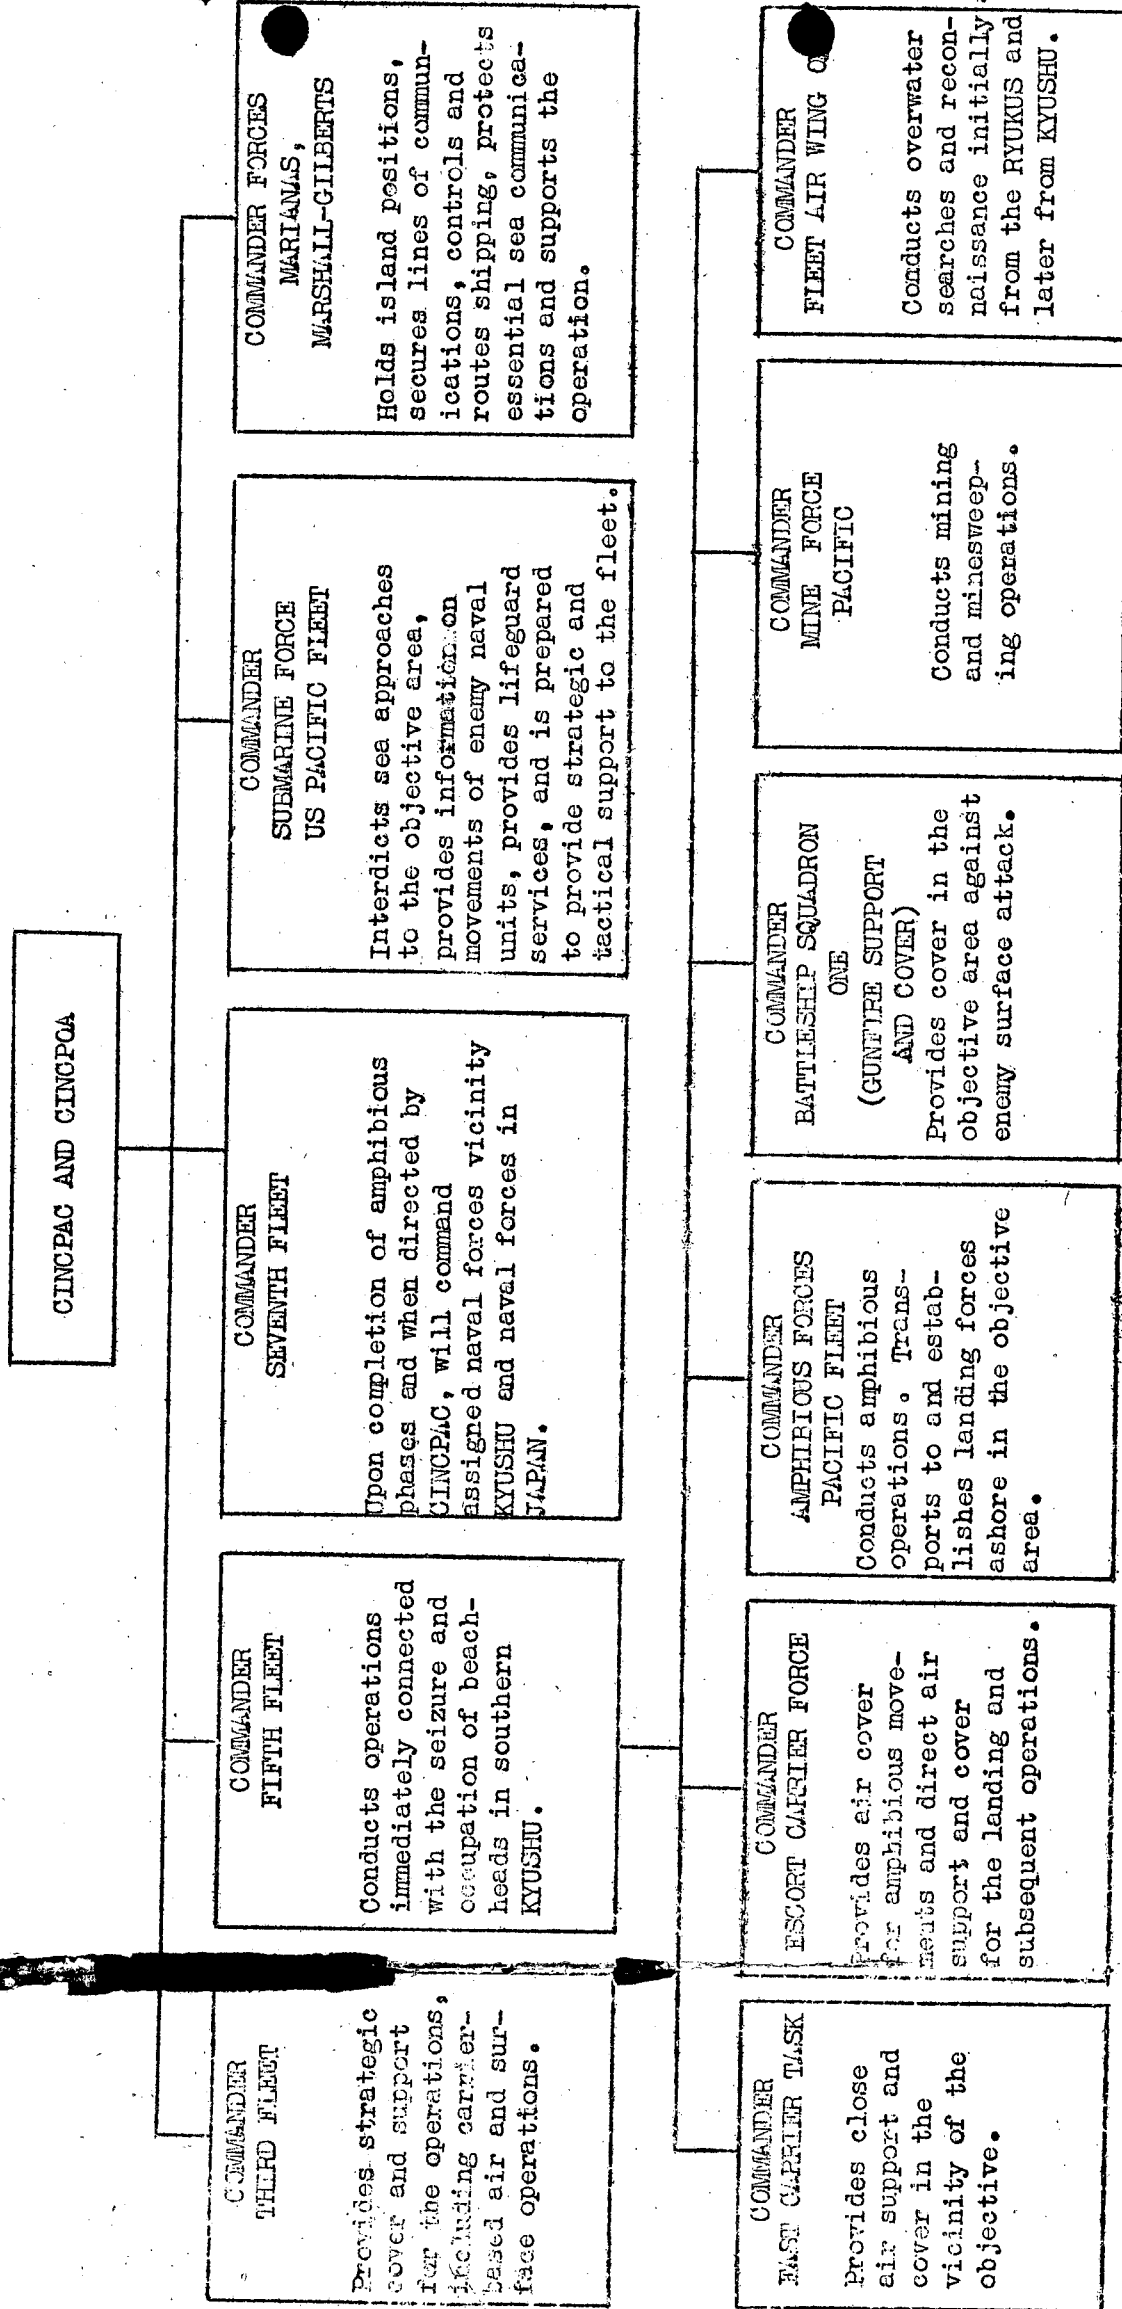 CINCPAC AND CINCPOA
COMMANDER
THIRD FLEET
Provides strategic
cover and support
for the operations,
including carrier-
based air and sur-
face operations.
COMMANDER
FIFTH FLEET
Conducts operations
immediately connected
with the seizure and
occupation of beach-
heads in southern
KYUSHU.
COMMANDER
SEVENTH FLEET
Upon completion of amphibious
phases and when directed by
CINCPAC, will command
assigned naval forces vicinity
KYUSHU and naval forces in
JAPAN.
COMMANDER
SUBMARINE FORCE
US PACIFIC FLEET
Interdicts sea approaches
to the objective area,
provides information on
movements of enemy naval
units, provides lifeguard
services, and is prepared
to provide strategic and
tactical support to the fleet.
COMMANDER FORCES
MARIANAS,
MARSHALL-GILBERTS
Holds island positions,
secures lines of commun-
ications, controls and
routes shipping, protects
essential sea communica-
tions and supports the
operation.
COMMANDER
FAST CARRIER TASK
Provides close
air support and
cover in the
vicinity of the
objective.
COMMANDER
ESCORT CARRIER FORCE
Provides air cover
for amphibious move-
ments and direct air
support and cover
for the landing and
subsequent operations.
COMMANDER
AMPHIBIOUS FORCES
PACIFIC FLEET
Conducts amphibious
operations. Trans-
ports to and estab-
lishes landing forces
ashore in the objective
area.
COMMANDER
BATTLESHIP SQUADRON
ONE
(GUNFIRE SUPPORT
AND COVER)
Provides cover in the
objective area against
enemy surface attack.
COMMANDER
MINE FORCE
PACIFIC
Conducts mining
and minesweep-
ing operations.
COMMANDER
FLEET AIR WING
Conducts overwater
searches and recon-
naissance initially
from the RYUKUS and
later from KYUSHU.